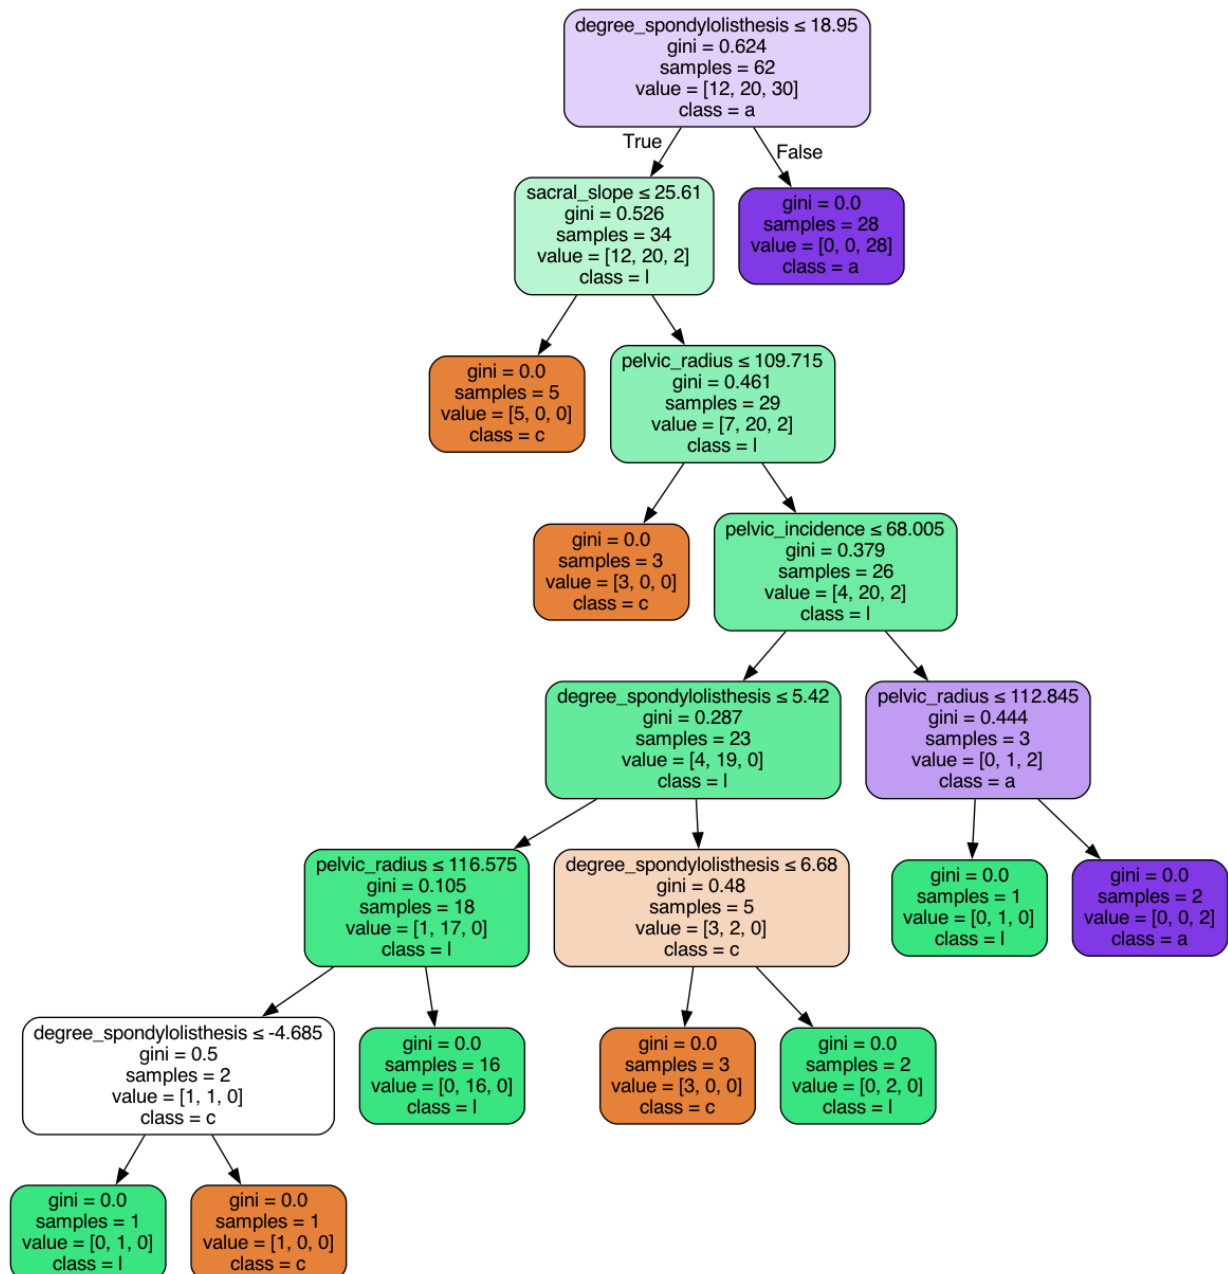 degree_spondylolisthesis ≤ 18.95
gini = 0.624
samples = 62
value = [12, 20, 30]
class = a
True
False
sacral_slope ≤ 25.61
gini = 0.526
samples = 34
value = [12, 20, 2]
class = l
gini = 0.0
samples = 28
value = [0, 0, 28]
class = a
gini = 0.0
samples = 5
value = [5, 0, 0]
class = c
pelvic_radius ≤ 109.715
gini = 0.461
samples = 29
value = [7, 20, 2]
class = l
gini = 0.0
samples = 3
value = [3, 0, 0]
class = c
pelvic_incidence ≤ 68.005
gini = 0.379
samples = 26
value = [4, 20, 2]
class = l
degree_spondylolisthesis ≤ 5.42
gini = 0.287
samples = 23
value = [4, 19, 0]
class = l
pelvic_radius ≤ 112.845
gini = 0.444
samples = 3
value = [0, 1, 2]
class = a
pelvic_radius ≤ 116.575
gini = 0.105
samples = 18
value = [1, 17, 0]
class = l
degree_spondylolisthesis ≤ 6.68
gini = 0.48
samples = 5
value = [3, 2, 0]
class = c
gini = 0.0
samples = 1
value = [0, 1, 0]
class = l
gini = 0.0
samples = 2
value = [0, 0, 2]
class = a
degree_spondylolisthesis ≤ -4.685
gini = 0.5
samples = 2
value = [1, 1, 0]
class = c
gini = 0.0
samples = 16
value = [0, 16, 0]
class = l
gini = 0.0
samples = 3
value = [3, 0, 0]
class = c
gini = 0.0
samples = 2
value = [0, 2, 0]
class = l
gini = 0.0
samples = 1
value = [0, 1, 0]
class = l
gini = 0.0
samples = 1
value = [1, 0, 0]
class = c